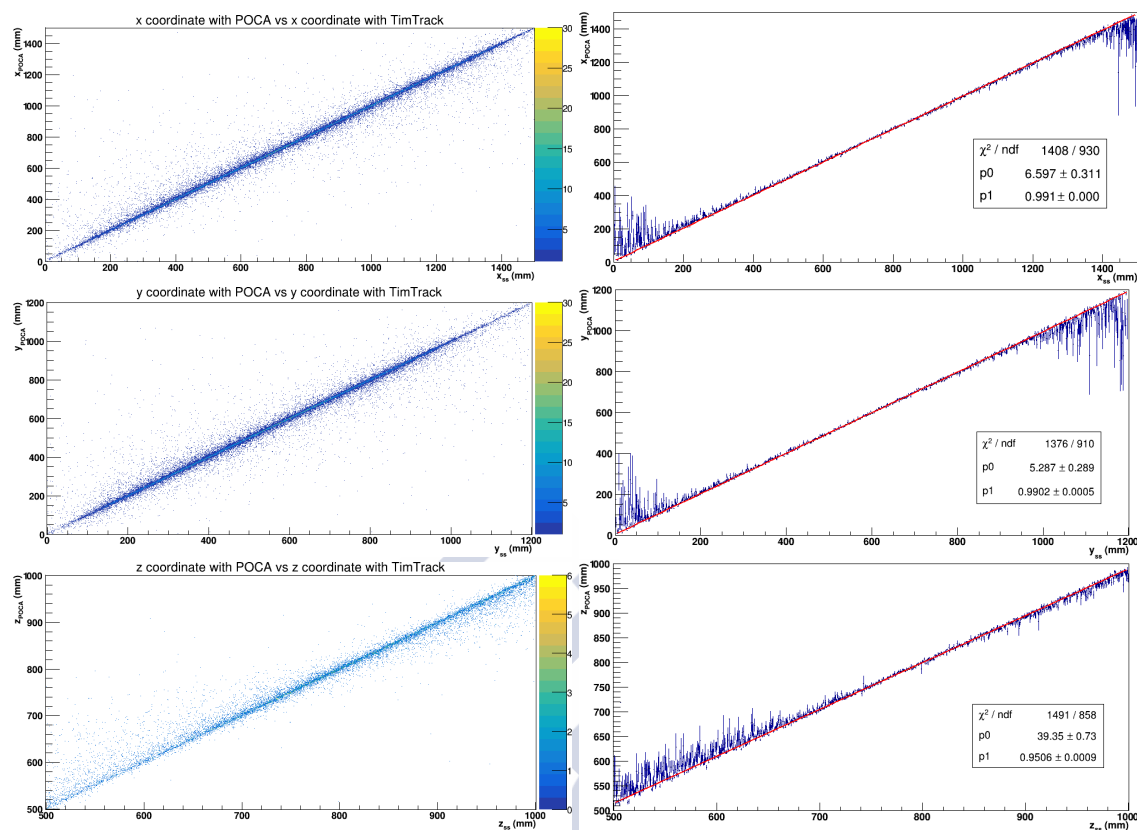 x coordinate with POCA vs x coordinate with TimTrack
x_POCA (mm)
1400
1200
1000
800
600
400
200
0
0 200 400 600 800 1000 1200 1400
x_ss (mm)
30
25
20
15
10
5
x_POCA (mm)
1400
1200
1000
800
600
400
200
0
0 200 400 600 800 1000 1200 1400
x_ss (mm)
χ² / ndf 1408 / 930
p0 6.597 ± 0.311
p1 0.991 ± 0.000
y coordinate with POCA vs y coordinate with TimTrack
y_POCA (mm)
1200
1000
800
600
400
200
0
0 200 400 600 800 1000 1200
y_ss (mm)
30
25
20
15
10
5
y_POCA (mm)
1200
1000
800
600
400
200
0
0 200 400 600 800 1000 1200
y_ss (mm)
χ² / ndf 1376 / 910
p0 5.287 ± 0.289
p1 0.9902 ± 0.0005
z coordinate with POCA vs z coordinate with TimTrack
z_POCA (mm)
1000
900
800
700
600
500
500 600 700 800 900 1000
z_ss (mm)
6
5
4
3
2
1
0
z_POCA (mm)
1000
950
900
850
800
750
700
650
600
550
500
500 600 700 800 900 1000
z_ss (mm)
χ² / ndf 1491 / 858
p0 39.35 ± 0.73
p1 0.9506 ± 0.0009